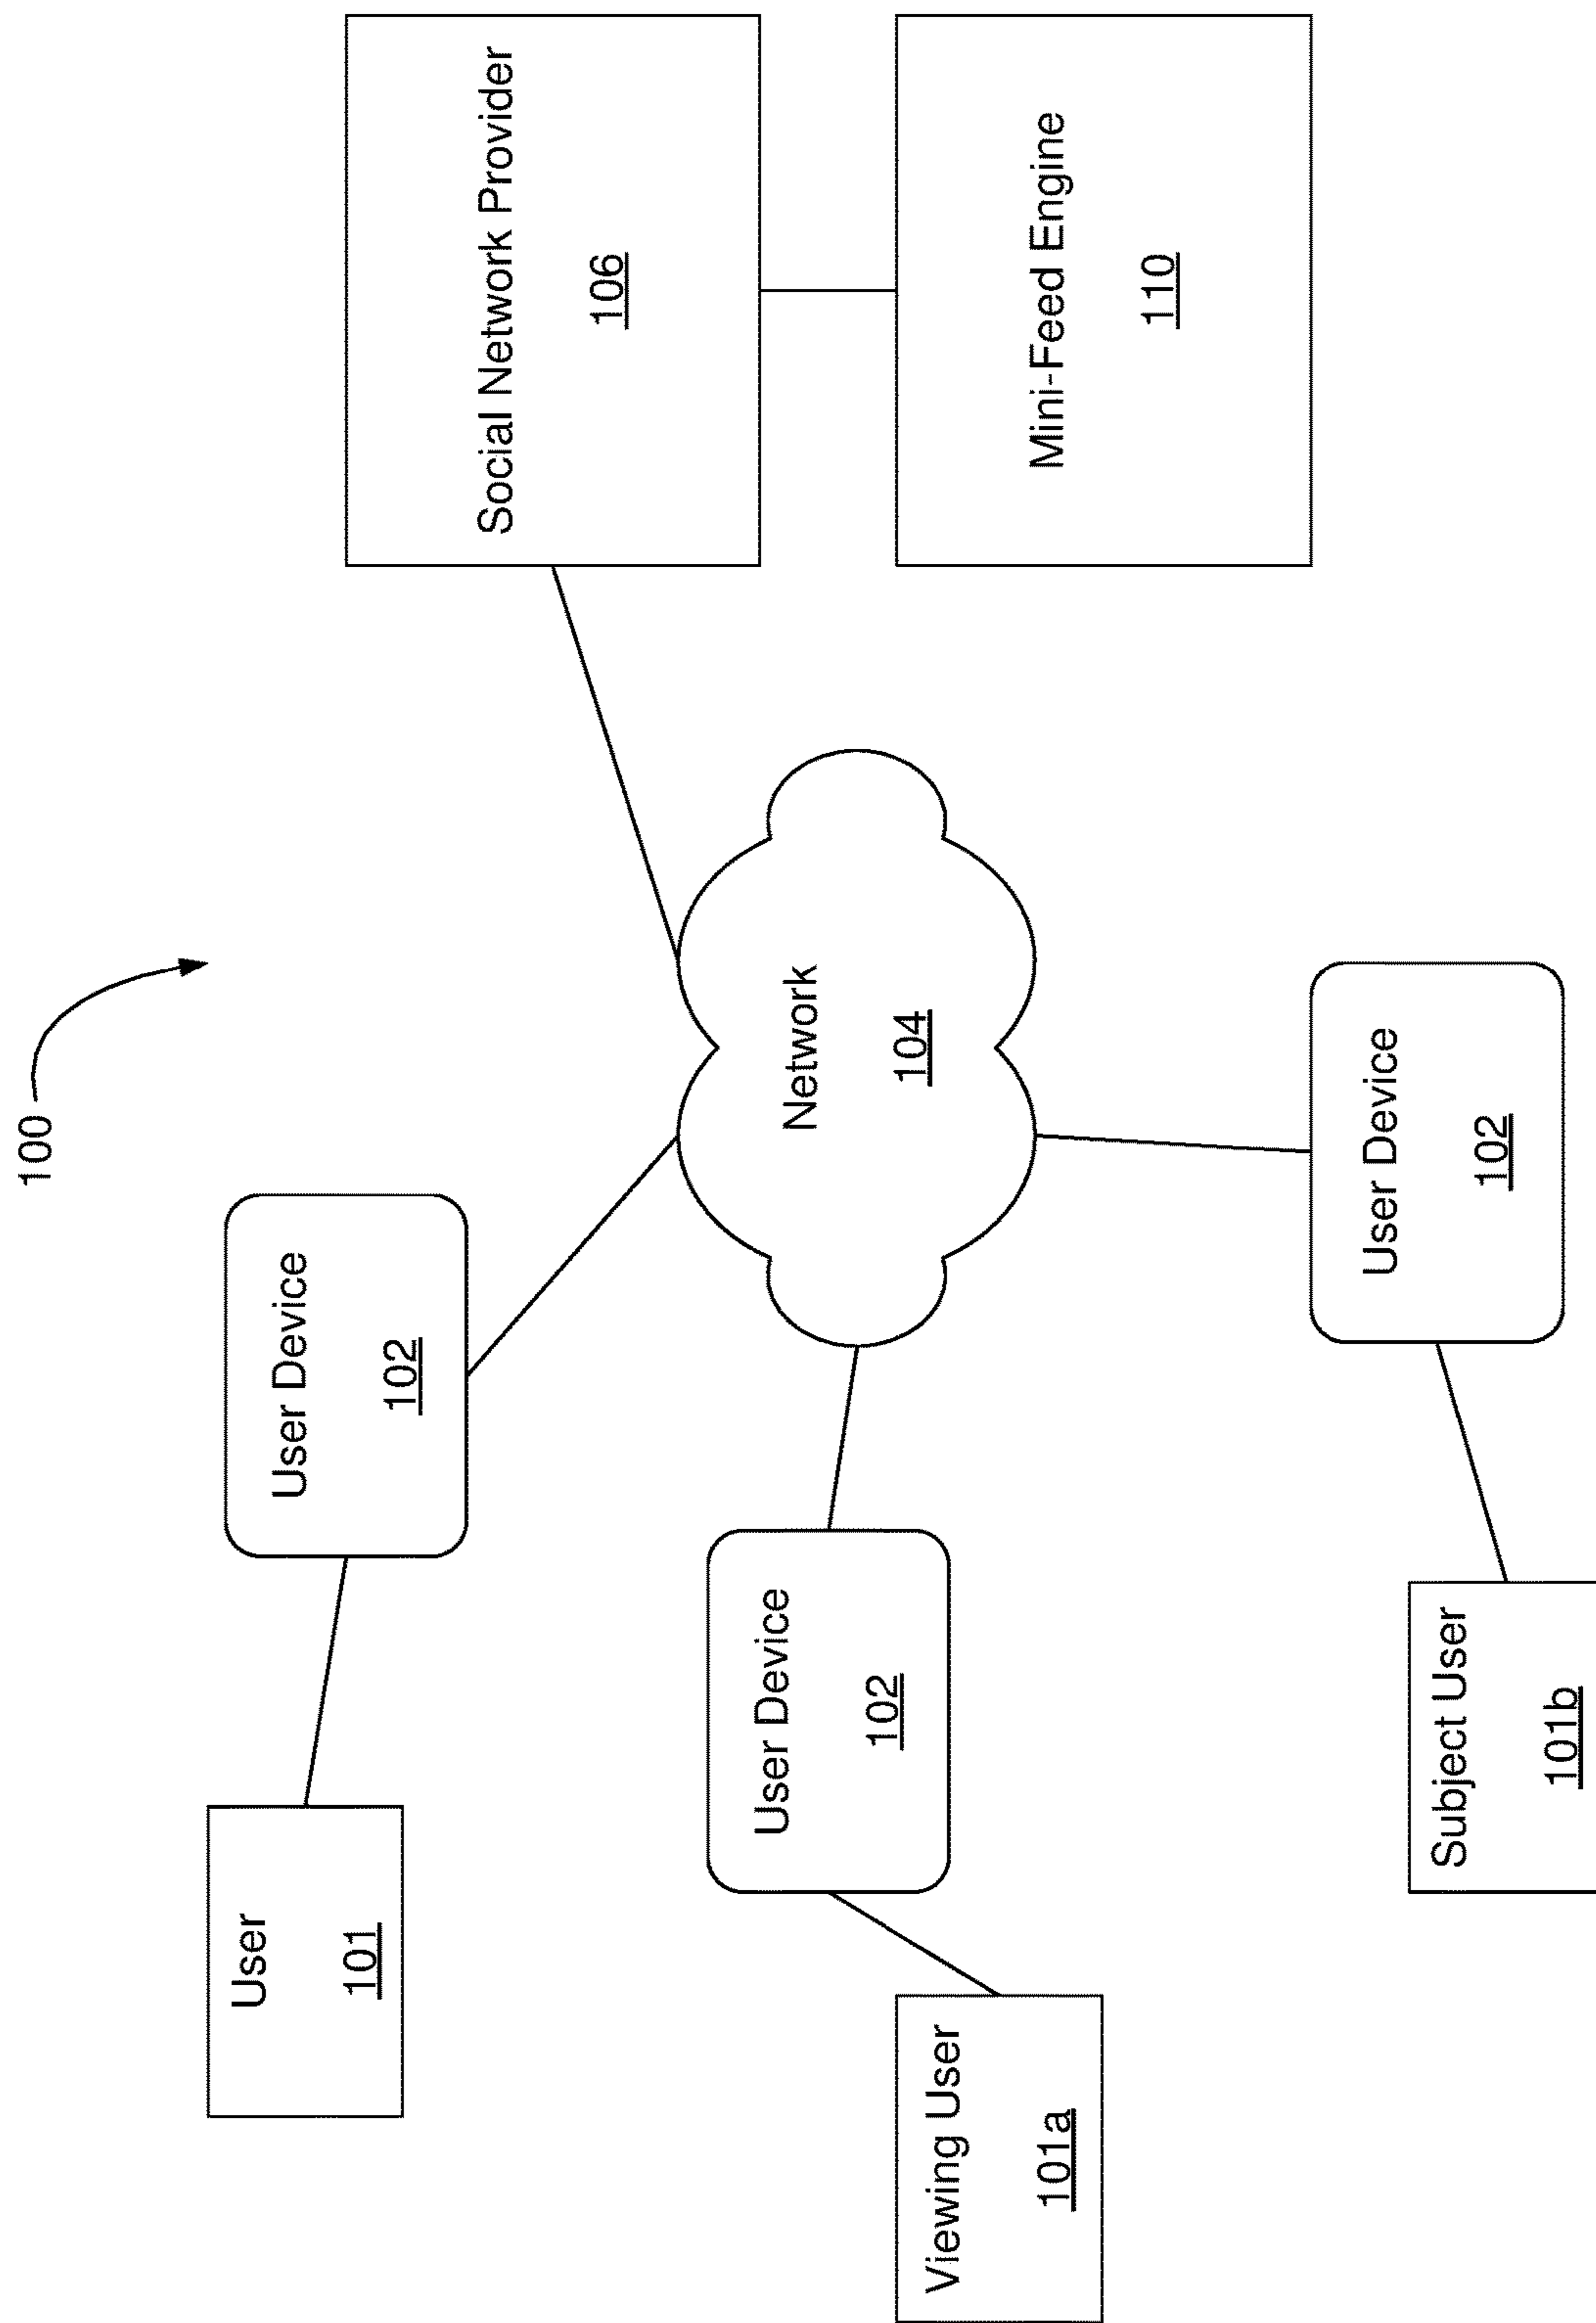 100
User
101
User Device
102
Social Network Provider
106
Viewing User
101a
User Device
102
Network
104
Mini-Feed Engine
110
Subject User
101b
User Device
102